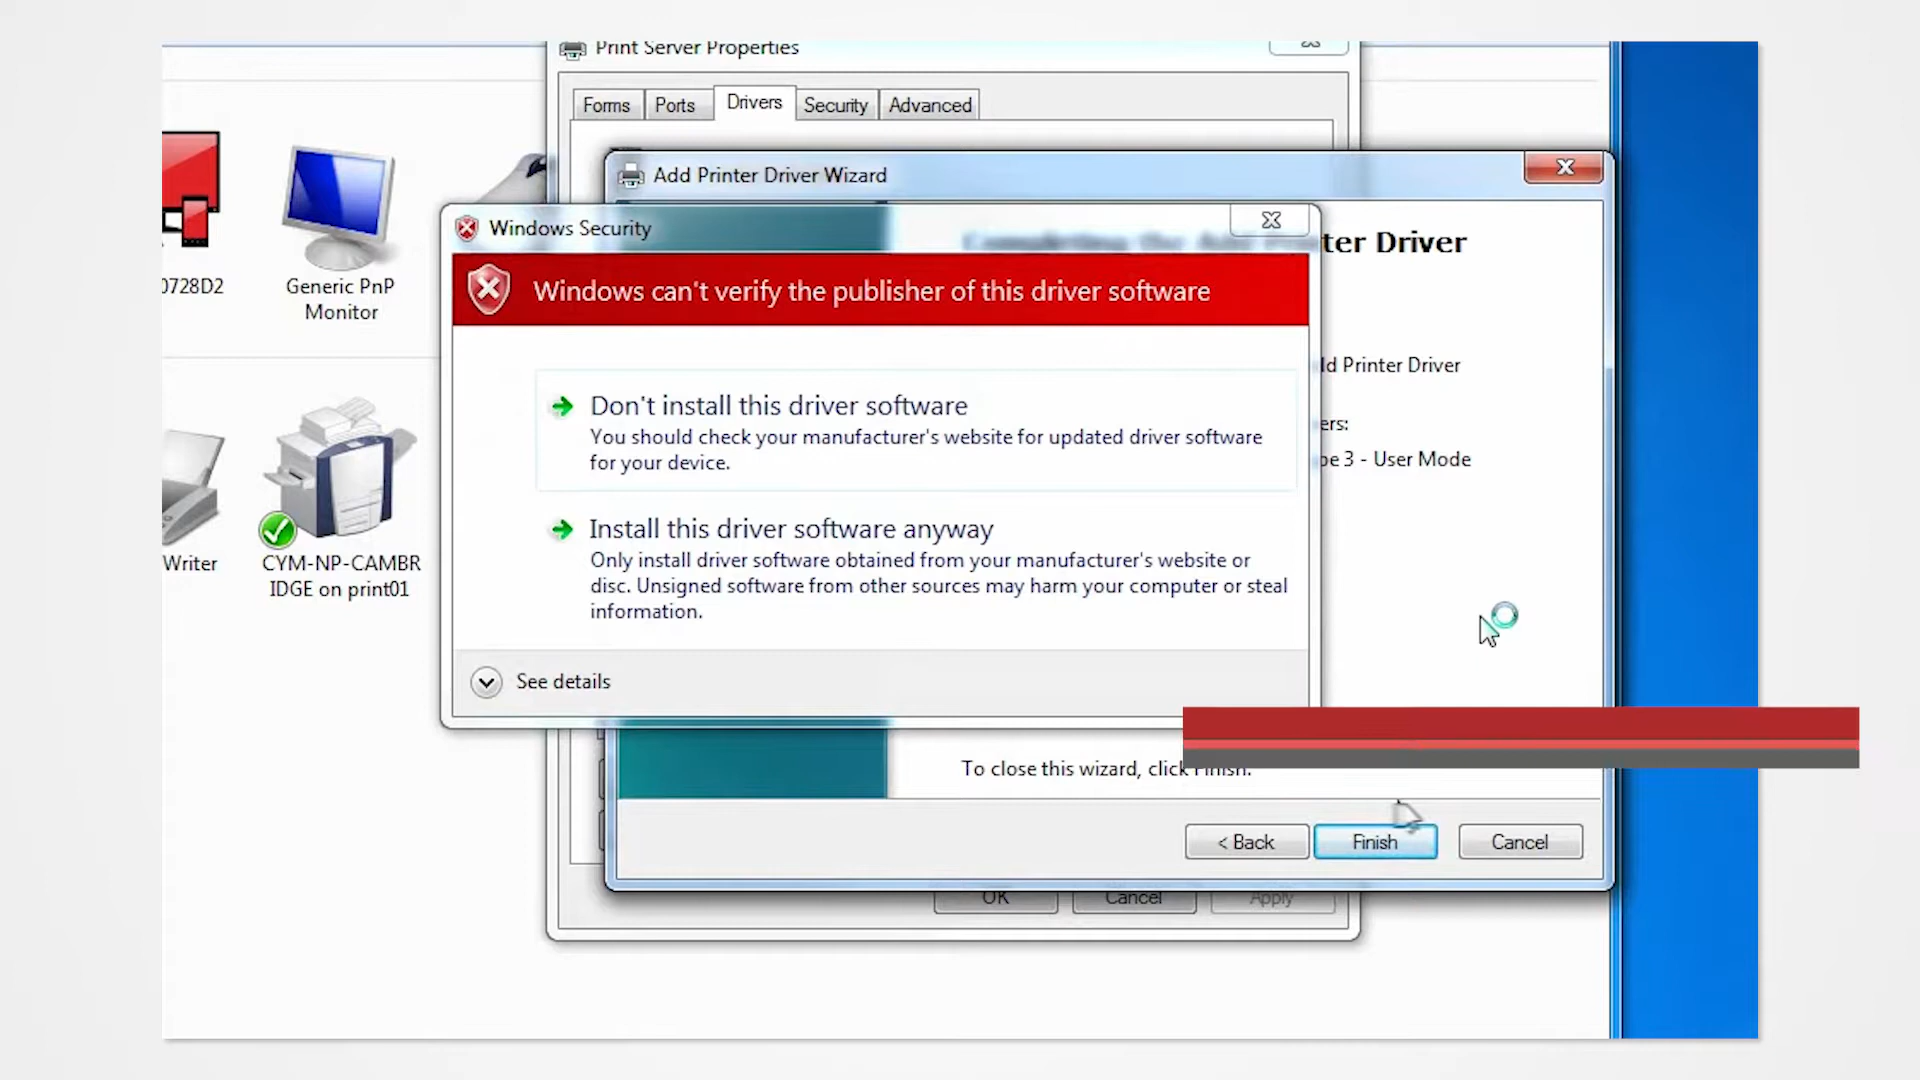 Print Server Properties
Forms
Ports
Drivers
Security
Advanced
Add Printer Driver Wizard
Windows Security
ter Driver
Windows can't verify the publisher of this driver software
0728D2
Generic PnP
Monitor
ld Printer Driver
Don't install this driver software
You should check your manufacturer's website for updated driver software
for your device.
ers:
pe 3 - User Mode
Install this driver software anyway
Only install driver software obtained from your manufacturer's website or
disc. Unsigned software from other sources may harm your computer or steal
information.
Writer
CYM-NP-CAMBR
IDGE on print01
See details
To close this wizard, click Finish.
< Back
Finish
Cancel
OK
Cancel
Apply